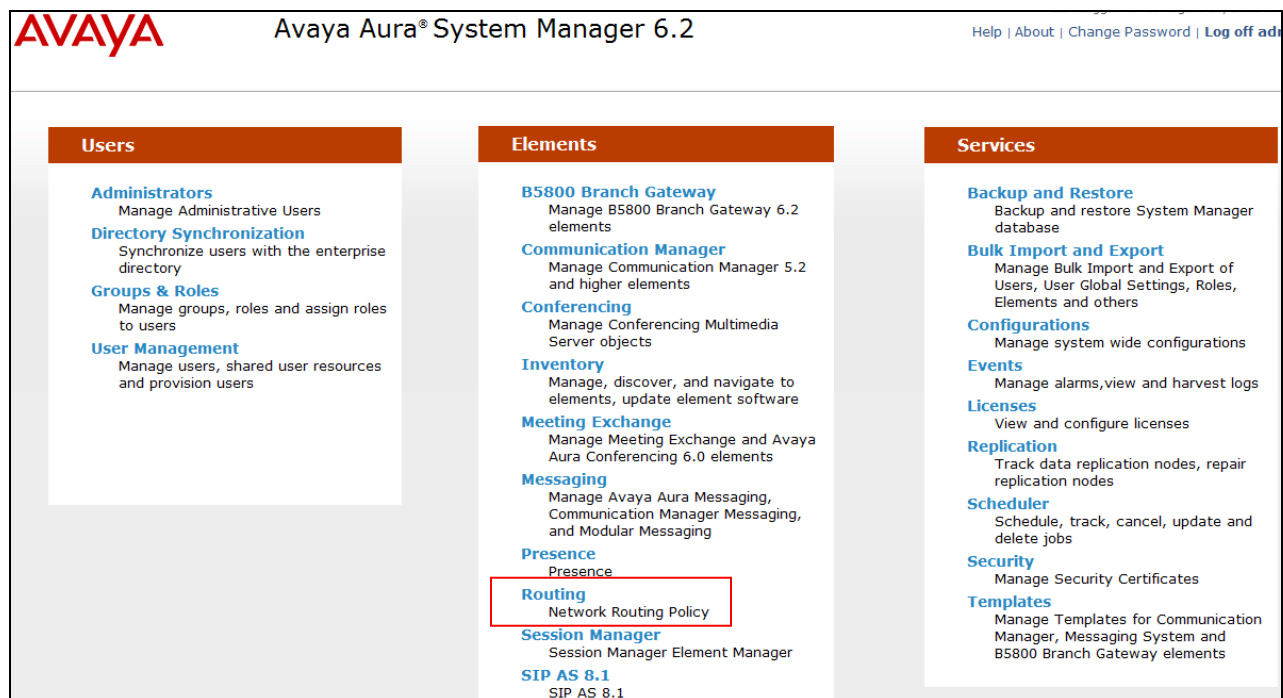 AVAYA
Avaya Aura® System Manager 6.2
Help | About | Change Password | Log off
Users
Administrators
Manage Administrative Users
Directory Synchronization
Synchronize users with the enterprise
directory
Groups & Roles
Manage groups, roles and assign roles
to users
User Management
Manage users, shared user resources
and provision users
Elements
B5800 Branch Gateway
Manage B5800 Branch Gateway 6.2
elements
Communication Manager
Manage Communication Manager 5.2
and higher elements
Conferencing
Manage Conferencing Multimedia
Server objects
Inventory
Manage, discover, and navigate to
elements, update element software
Meeting Exchange
Manage Meeting Exchange and Avaya
Aura Conferencing 6.0 elements
Messaging
Manage Avaya Aura Messaging,
Communication Manager Messaging,
and Modular Messaging
Presence
Presence
Routing
Network Routing Policy
Session Manager
Session Manager Element Manager
SIP AS 8.1
SIP AS 8.1
Services
Backup and Restore
Backup and restore System Manager
database
Bulk Import and Export
Manage Bulk Import and Export of
Users, User Global Settings, Roles,
Elements and others
Configurations
Manage system wide configurations
Events
Manage alarms,view and harvest logs
Licenses
View and configure licenses
Replication
Track data replication nodes, repair
replication nodes
Scheduler
Schedule, track, cancel, update and
delete jobs
Security
Manage Security Certificates
Templates
Manage Templates for Communication
Manager, Messaging System and
B5800 Branch Gateway elements